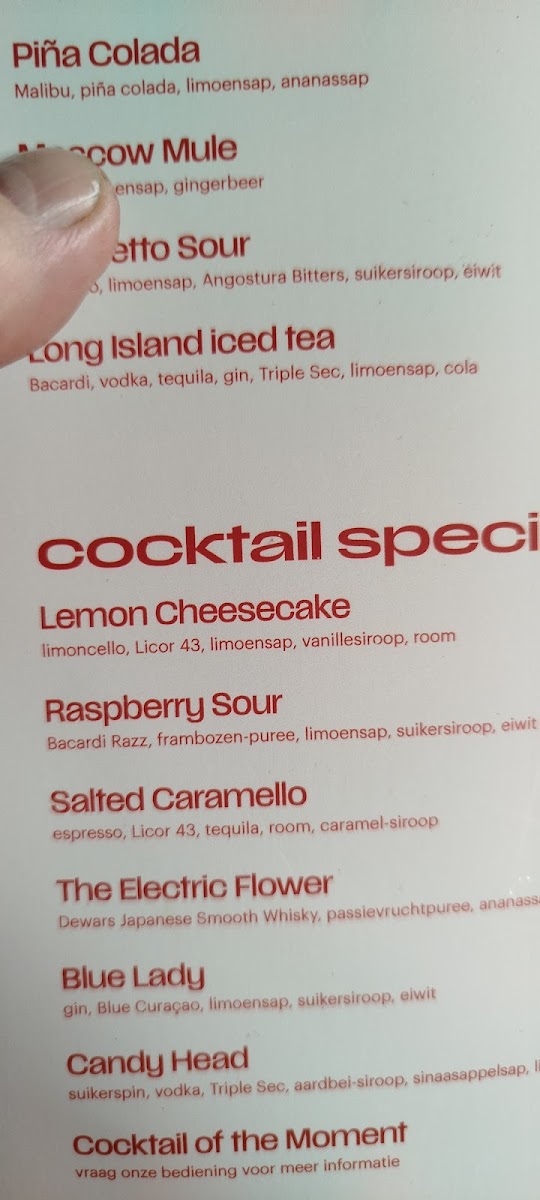 Piña Colada
Malibu, piña colada, limoensap, ananassap
Mule
gingerbeer
Sour
limoensap, Angostura Bitters, suikersiroop, eiwit
Long Island iced tea
Bacardi, vodka, tequila, gin, Triple Sec, limoensap, cola
cocktail
Lemon Cheesecake
limoncello, Licor 43, limoensap, vanillesiroop, room
Raspberry Sour
Bacardi Razz, frambozen-puree, limoensap, suikersiroop, eiwit
Salted Caramello
espresso, Licor 43, tequila, room, caramel-siroop
The Electric Flower
Dewars Japanese Smooth Whisky, passievruchtpuree,
Blue Lady
gin, Blue Curaçao, limoensap, suikersiroop, eiwit
Candy Head
suikerspin, vodka, Triple Sec, aardbei-siroop, sinaasappelsap,
Cocktail of the Moment
vraag onze bediening voor meer informatie